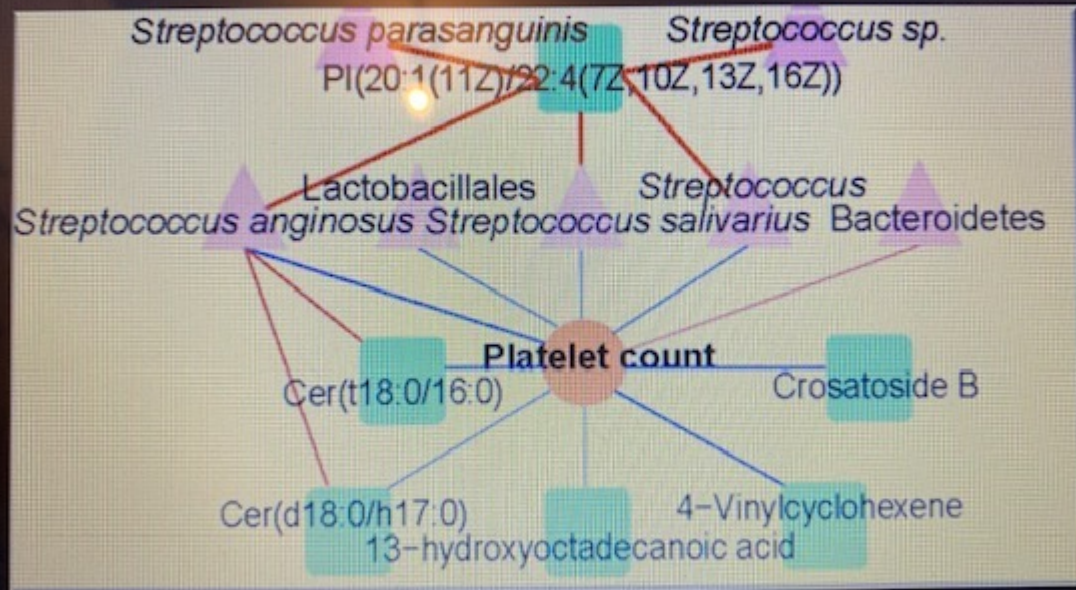 Streptococcus parasanguinis
Streptococcus sp.
PI(20:1(11Z)/22:4(7Z,10Z,13Z,16Z))
Lactobacillales
Streptococcus
Streptococcus anginosus
Streptococcus salivarius
Bacteroidetes
Platelet count
Cer(t18:0/16:0)
Crosatoside B
Cer(d18:0/h17:0)
4-Vinylcyclohexene
13-hydroxyoctadecanoic acid